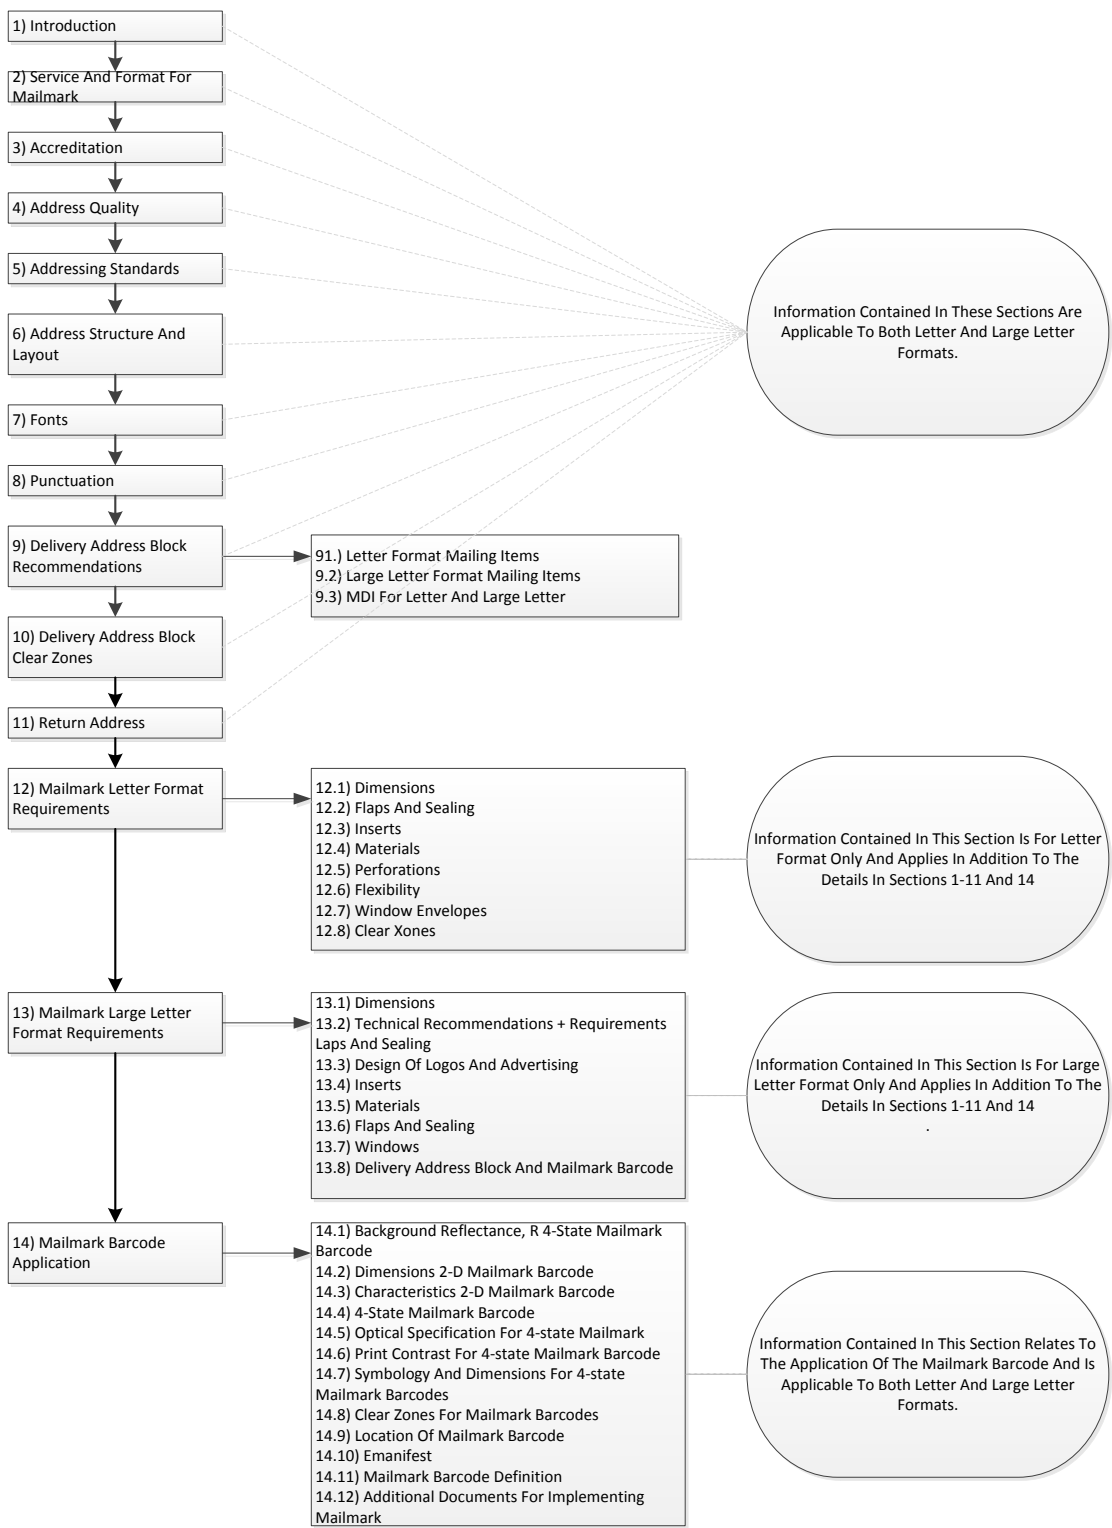 1) Introduction
2) Service And Format For
Mailmark
3) Accreditation
4) Address Quality
5) Addressing Standards
6) Address Structure And
Layout
7) Fonts
8) Punctuation
9) Delivery Address Block
Recommendations
10) Delivery Address Block
Clear Zones
11) Return Address
12) Mailmark Letter Format
Requirements
13) Mailmark Large Letter
Format Requirements
14) Mailmark Barcode
Application
91.) Letter Format Mailing Items
9.2) Large Letter Format Mailing Items
9.3) MDI For Letter And Large Letter
12.1) Dimensions
12.2) Flaps And Sealing
12.3) Inserts
12.4) Materials
12.5) Perforations
12.6) Flexibility
12.7) Window Envelopes
12.8) Clear Xones
13.1) Dimensions
13.2) Technical Recommendations + Requirements
Laps And Sealing
13.3) Design Of Logos And Advertising
13.4) Inserts
13.5) Materials
13.6) Flaps And Sealing
13.7) Windows
13.8) Delivery Address Block And Mailmark Barcode
14.1) Background Reflectance, R 4-State Mailmark
Barcode
14.2) Dimensions 2-D Mailmark Barcode
14.3) Characteristics 2-D Mailmark Barcode
14.4) 4-State Mailmark Barcode
14.5) Optical Specification For 4-state Mailmark
14.6) Print Contrast For 4-state Mailmark Barcode
14.7) Symbology And Dimensions For 4-state
Mailmark Barcodes
14.8) Clear Zones For Mailmark Barcodes
14.9) Location Of Mailmark Barcode
14.10) Emanifest
14.11) Mailmark Barcode Definition
14.12) Additional Documents For Implementing
Mailmark
Information Contained In These Sections Are
Applicable To Both Letter And Large Letter
Formats.
Information Contained In This Section Is For Letter
Format Only And Applies In Addition To The
Details In Sections 1-11 And 14
Information Contained In This Section Is For Large
Letter Format Only And Applies In Addition To The
Details In Sections 1-11 And 14
.
Information Contained In This Section Relates To
The Application Of The Mailmark Barcode And Is
Applicable To Both Letter And Large Letter
Formats.